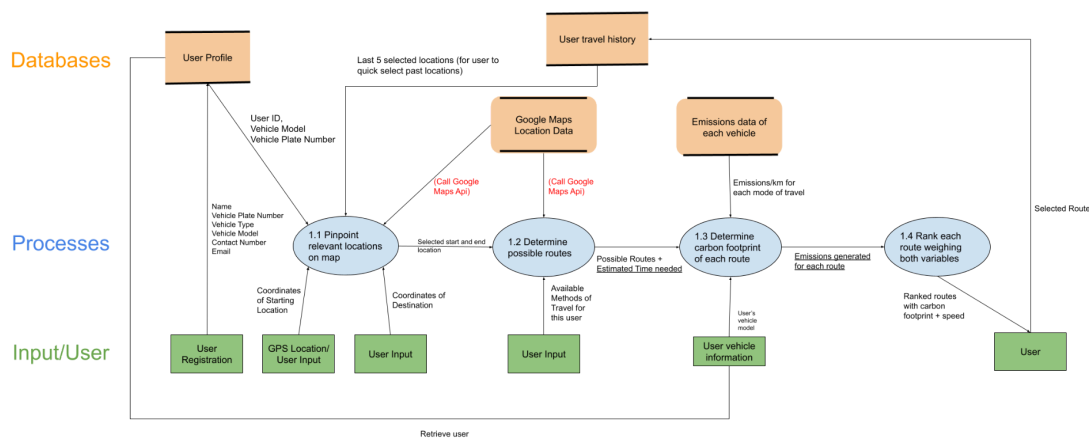 Databases
User Profile
User travel history
Last 5 selected locations (for user to
quick select past locations)
Google Maps
Location Data
Emissions data of
each vehicle
User ID,
Vehicle Model
Vehicle Plate Number
(Call Google
Maps Api)
(Call Google
Maps Api)
Emissions/km for
each mode of travel
Selected Route
Name
Vehicle Plate Number
Vehicle Type
Vehicle Model
Contact Number
Email
Processes
1.1 Pinpoint
relevant locations
on map
Selected start and end
location
1.2 Determine
possible routes
Possible Routes +
Estimated Time needed
1.3 Determine
carbon footprint
of each route
Emissions generated
for each route
1.4 Rank each
route weighing
both variables
Coordinates
of Starting
Location
Coordinates
of Destination
Available
Methods of
Travel for
this user
User's
vehicle
model
Ranked routes
with carbon
footprint + speed
Input/User
User
Registration
GPS Location/
User Input
User Input
User Input
User vehicle
information
User
Retrieve user